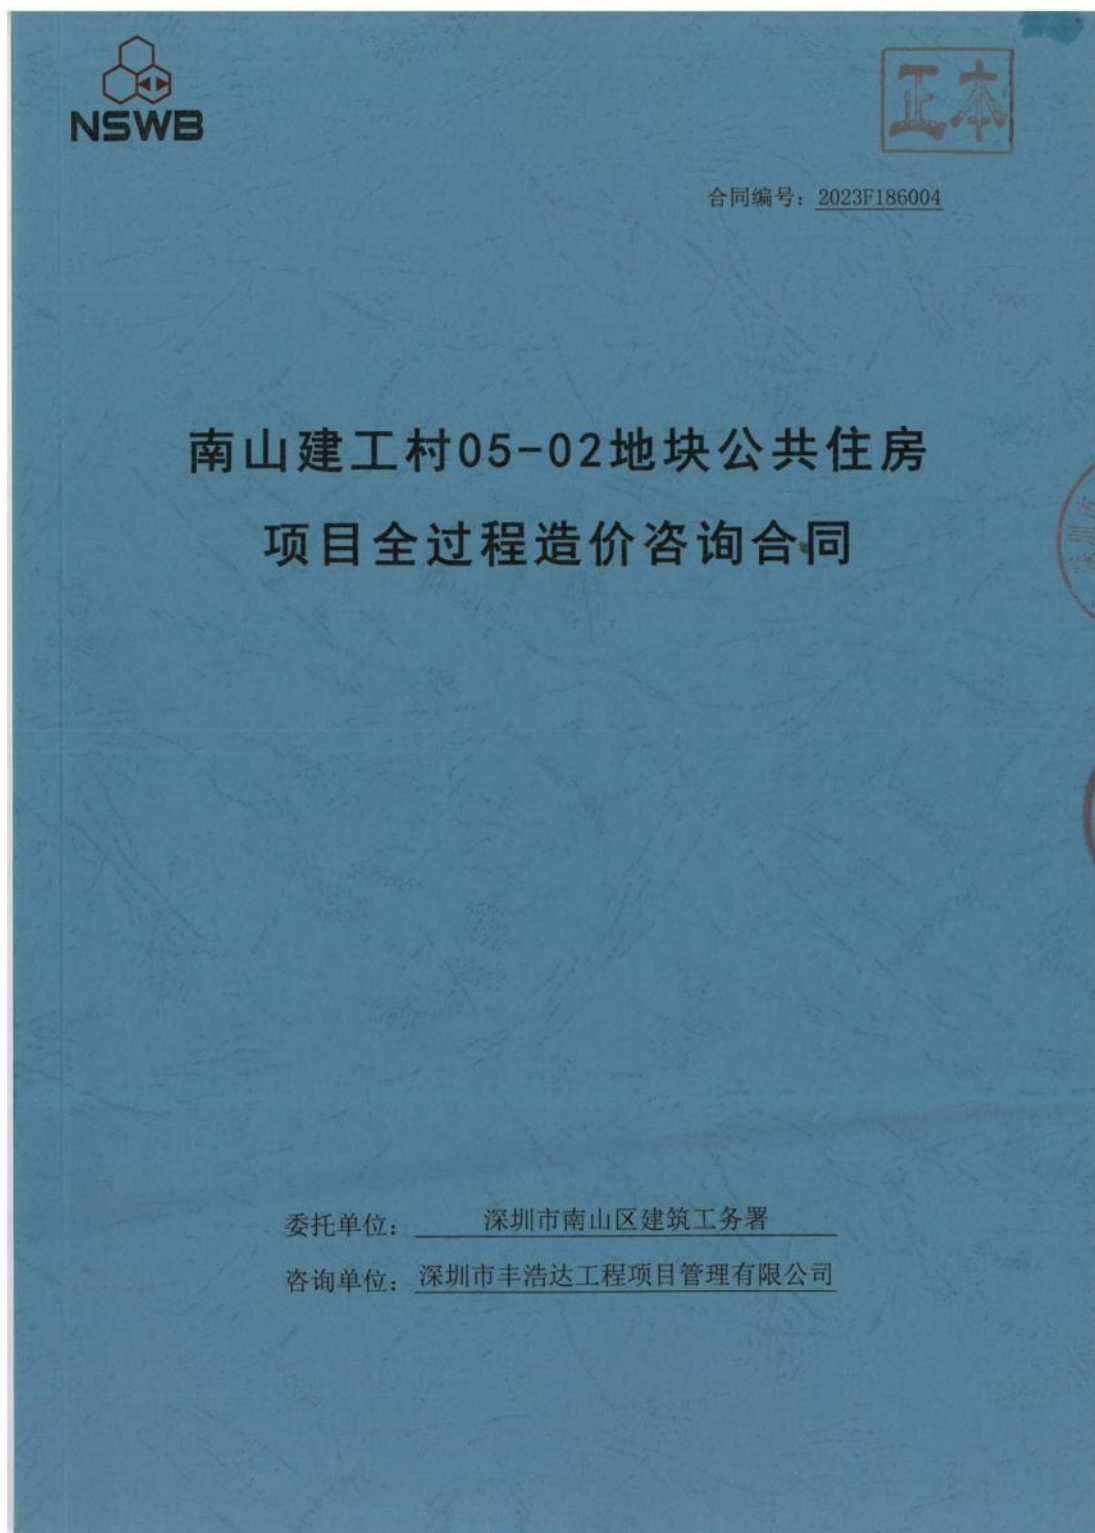 NSWB
正本
合同编号：2023F186004
南山建工村05-02地块公共住房
项目全过程造价咨询合同
深圳市
委托单位：深圳市南山区建筑工务署
咨询单位：深圳市丰浩达工程项目管理有限公司